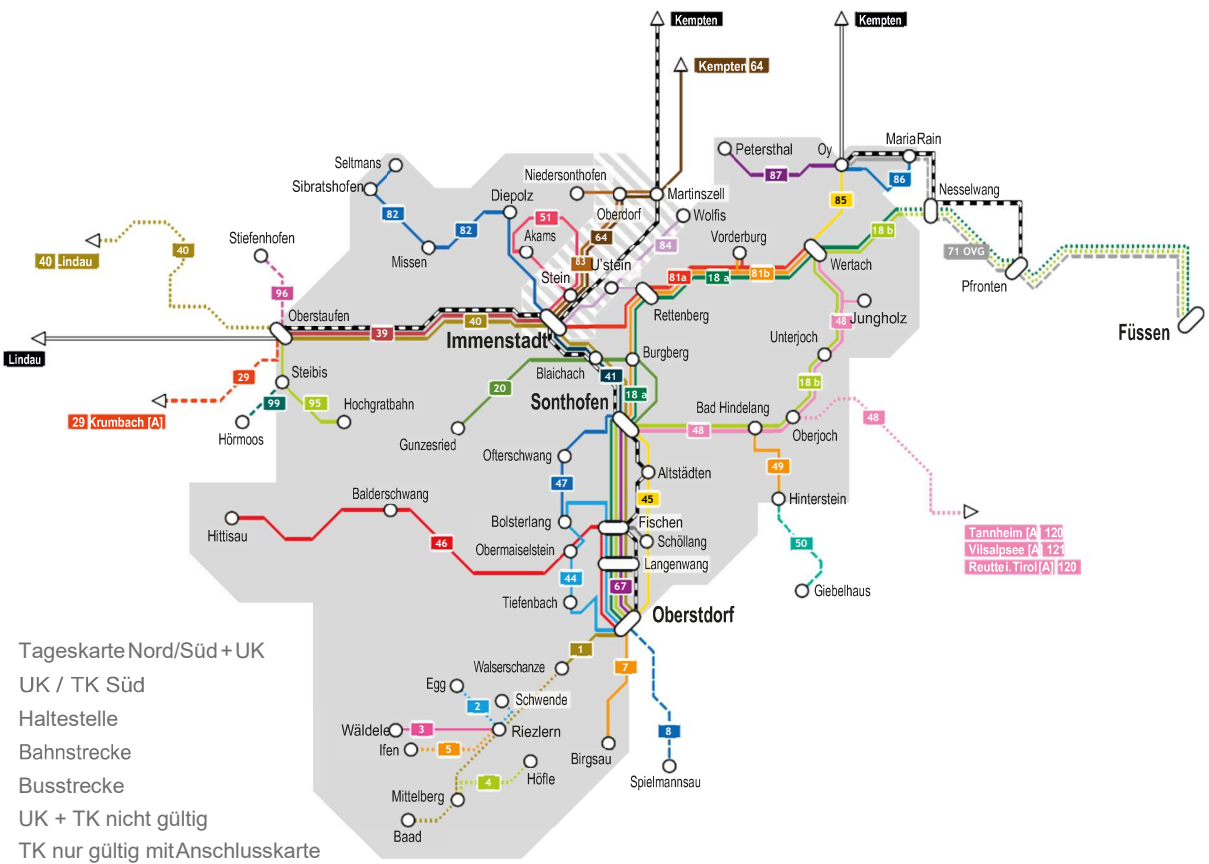 Kempten
Kempten
Kempten 64
Maria Rain
Petersthal
Oy
87
86
Seltmans
Sibratshofen
Niedersonthofen
Martinszell
Nesselwang
85
Diepolz
Oberdorf
Wolfis
82
51
82
64
84
18 b
Stiefenhofen
Akams
Vorderburg
40
Missen
71 OVG
40 Lindau
83
U'stein
Wertach
Stein
81a
18 a
81b
Pfronten
96
Rettenberg
Oberstaufen
Jungholz
40
48
Füssen
39
Immenstadt
Unterjoch
Lindau
Burgberg
Blaichach
Steibis
29
41
20
18 a
18 b
99
95
Hochgratbahn
Sonthofen
Bad Hindelang
29 Krumbach [A]
48
Hörmoos
Gunzesried
48
Oberjoch
Ofterschwang
49
Altstädten
47
Balderschwang
45
Hinterstein
Bolsterlang
Fischen
Hittisau
Tannheim [A 120
46
Schöllang
50
Obermaiselstein
Vilsalpsee [A 121
Langenwang
Reutte i. Tirol [A] 120
44
67
Giebelhaus
Tiefenbach
Oberstdorf
1
Tageskarte Nord/Süd + UK
Walserschanze
7
UK / TK Süd
Egg
Schwende
2
Haltestelle
Wäldele
3
Riezlern
8
Ifen
5
Bahnstrecke
Birgsau
Höfle
Spielmannsau
4
Busstrecke
Mittelberg
UK + TK nicht gültig
Baad
TK nur gültig mit Anschlusskarte